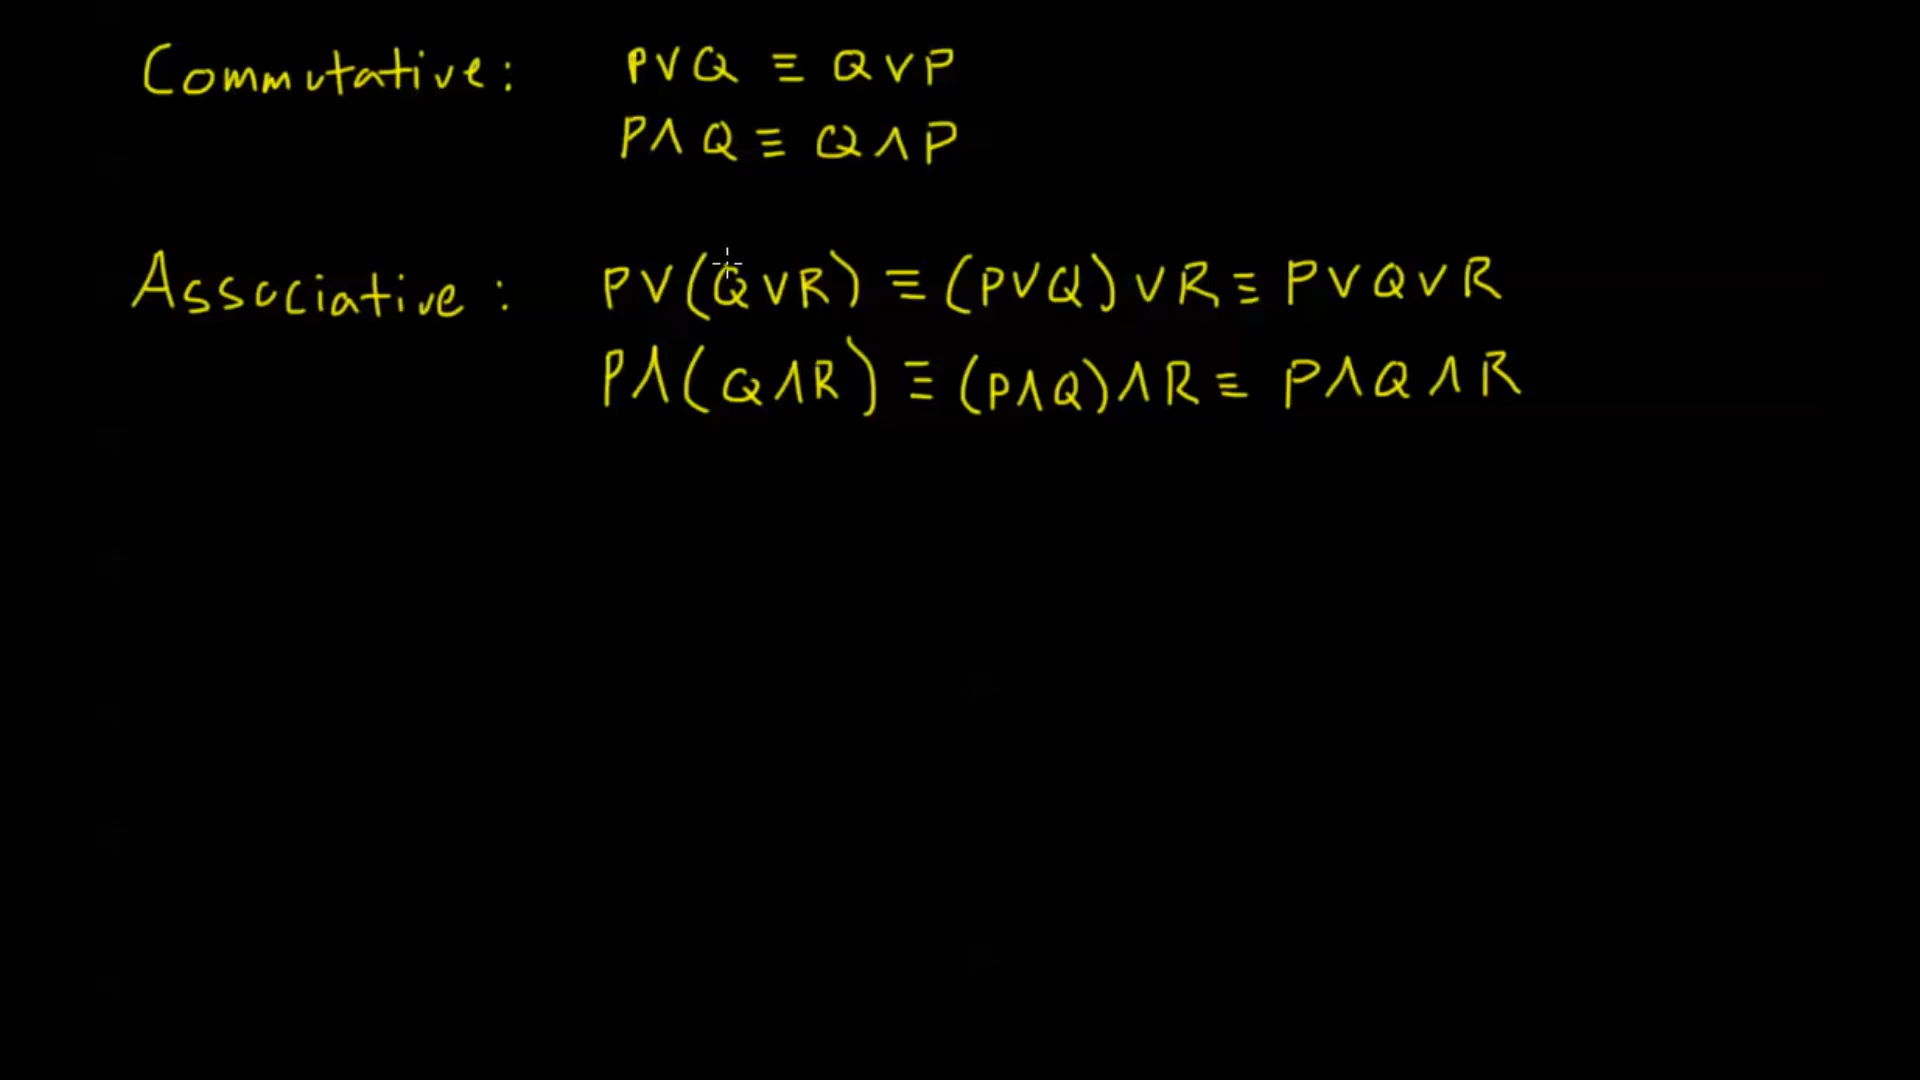 Commutative: P∨Q ≡ Q∨P
P∧Q ≡ Q∧P
Associative: P∨(Q∨R) ≡ (P∨Q)∨R ≡ P∨Q∨R
P∧(Q∧R) ≡ (P∧Q)∧R ≡ P∧Q∧R